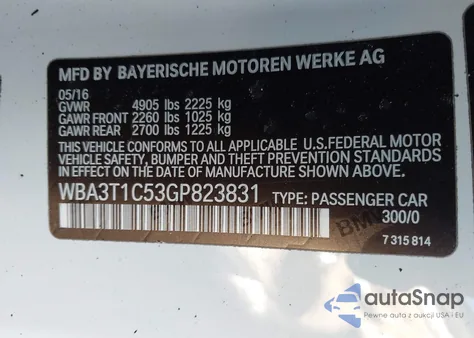 MFD BY BAYERISCHE MOTOREN WERKE AG
05/16
GVWR 4905 lbs 2225 kg
GAWR FRONT 2260 lbs 1025 kg
GAWR REAR 2700 lbs 1225 kg
THIS VEHICLE CONFORMS TO ALL APPLICABLE U.S.FEDERAL MOTOR
VEHICLE SAFETY, BUMPER AND THEFT PREVENTION STANDARDS
IN EFFECT ON THE DATE OF MANUFACTURE SHOWN ABOVE.
WBA3T1C53GP823831 TYPE: PASSENGER CAR
300/0
BMW
7 315 814
autoSnap
Pewne auta z aukcji USA i EU